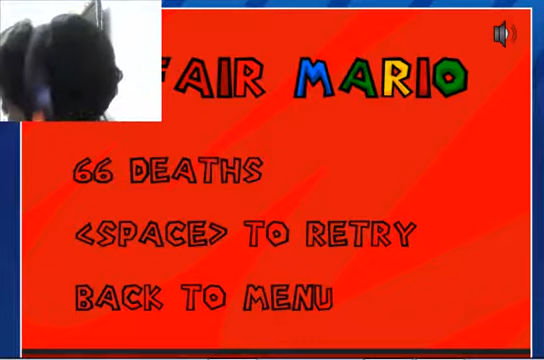 FAIR MARIO
66 DEATHS
<SPACE> TO RETRY
BACK TO MENU